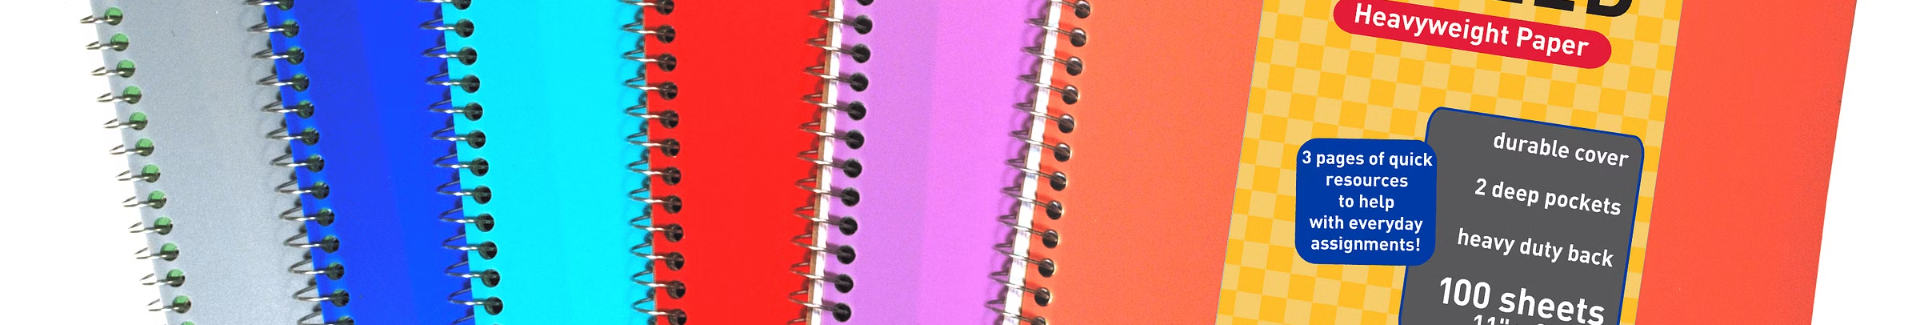 Heavyweight Paper
durable cover
3 pages of quick
resources
to help
with everyday
assignments!
2 deep pockets
heavy duty back
100 sheets